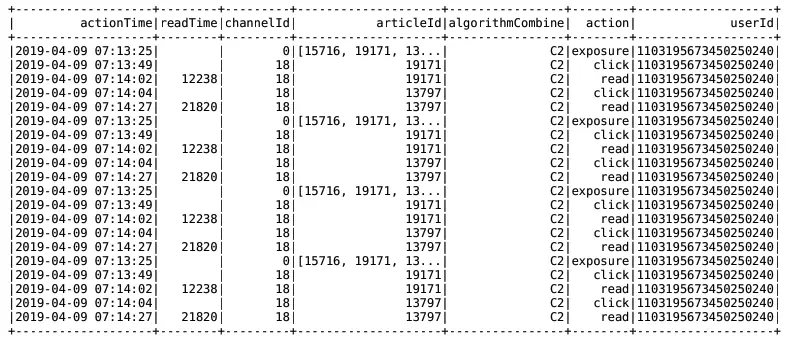 +-------------------+--------+---------+--------------------+----------------+--------+-------------------+
|         actionTime|readTime|channelId|           articleId|algorithmCombine|  action|             userId|
+-------------------+--------+---------+--------------------+----------------+--------+-------------------+
|2019-04-09 07:13:25|        |        0|[15716, 19171, 13...|              C2|exposure|1103195673450250240|
|2019-04-09 07:13:49|        |       18|               19171|              C2|   click|1103195673450250240|
|2019-04-09 07:14:02|   12238|       18|               19171|              C2|    read|1103195673450250240|
|2019-04-09 07:14:04|        |       18|               13797|              C2|   click|1103195673450250240|
|2019-04-09 07:14:27|   21820|       18|               13797|              C2|    read|1103195673450250240|
|2019-04-09 07:13:25|        |        0|[15716, 19171, 13...|              C2|exposure|1103195673450250240|
|2019-04-09 07:13:49|        |       18|               19171|              C2|   click|1103195673450250240|
|2019-04-09 07:14:02|   12238|       18|               19171|              C2|    read|1103195673450250240|
|2019-04-09 07:14:04|        |       18|               13797|              C2|   click|1103195673450250240|
|2019-04-09 07:14:27|   21820|       18|               13797|              C2|    read|1103195673450250240|
|2019-04-09 07:13:25|        |        0|[15716, 19171, 13...|              C2|exposure|1103195673450250240|
|2019-04-09 07:13:49|        |       18|               19171|              C2|   click|1103195673450250240|
|2019-04-09 07:14:02|   12238|       18|               19171|              C2|    read|1103195673450250240|
|2019-04-09 07:14:04|        |       18|               13797|              C2|   click|1103195673450250240|
|2019-04-09 07:14:27|   21820|       18|               13797|              C2|    read|1103195673450250240|
|2019-04-09 07:13:25|        |        0|[15716, 19171, 13...|              C2|exposure|1103195673450250240|
|2019-04-09 07:13:49|        |       18|               19171|              C2|   click|1103195673450250240|
|2019-04-09 07:14:02|   12238|       18|               19171|              C2|    read|1103195673450250240|
|2019-04-09 07:14:04|        |       18|               13797|              C2|   click|1103195673450250240|
|2019-04-09 07:14:27|   21820|       18|               13797|              C2|    read|1103195673450250240|
+-------------------+--------+---------+--------------------+----------------+--------+-------------------+